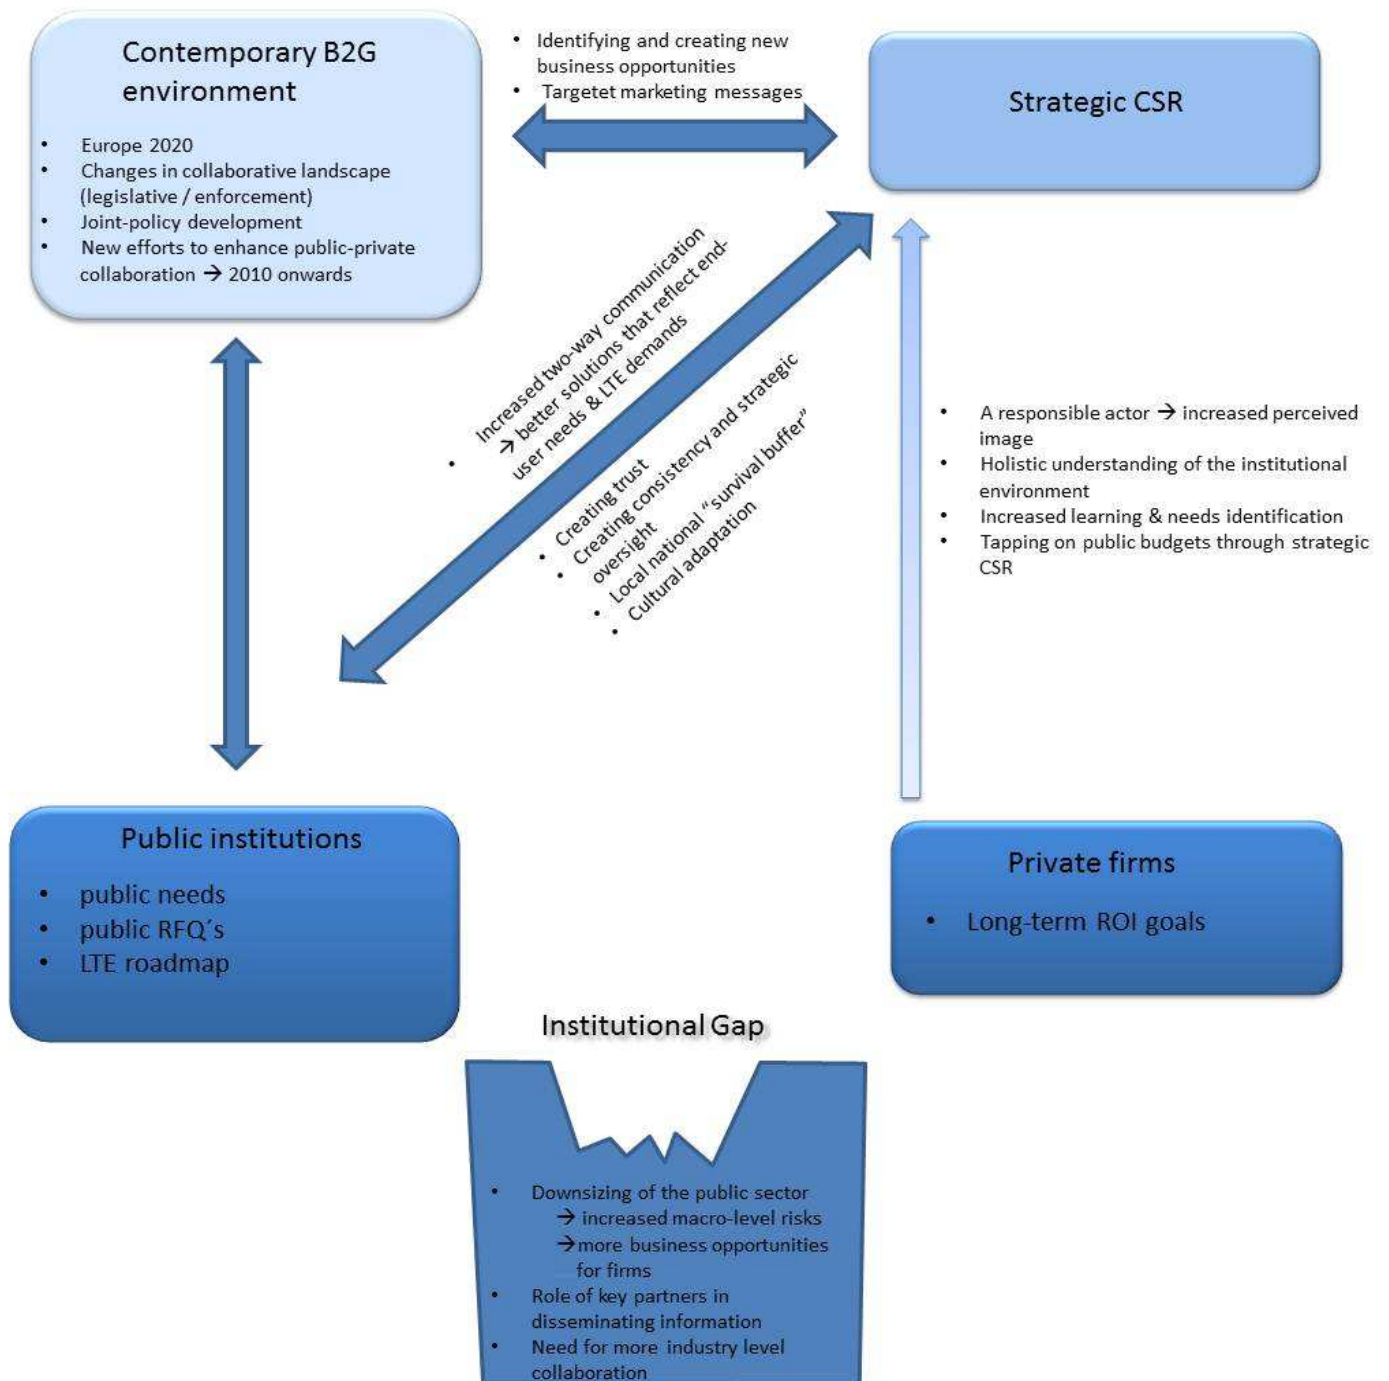 Contemporary B2G
environment
• Europe 2020
• Changes in collaborative landscape
(legislative / enforcement)
• Joint-policy development
• New efforts to enhance public-private
collaboration → 2010 onwards
• Identifying and creating new
business opportunities
• Targetet marketing messages
Strategic CSR
• Increased two-way communication
→ better solutions that reflect end-
user needs & LTE demands
• Creating trust
• Creating consistency and strategic
oversight
• Local national “survival buffer”
• Cultural adaptation
• A responsible actor → increased perceived
image
• Holistic understanding of the institutional
environment
• Increased learning & needs identification
• Tapping on public budgets through strategic
CSR
Public institutions
• public needs
• public RFQ´s
• LTE roadmap
Private firms
• Long-term ROI goals
Institutional Gap
• Downsizing of the public sector
→ increased macro-level risks
→more business opportunities
for firms
• Role of key partners in
disseminating information
• Need for more industry level
collaboration